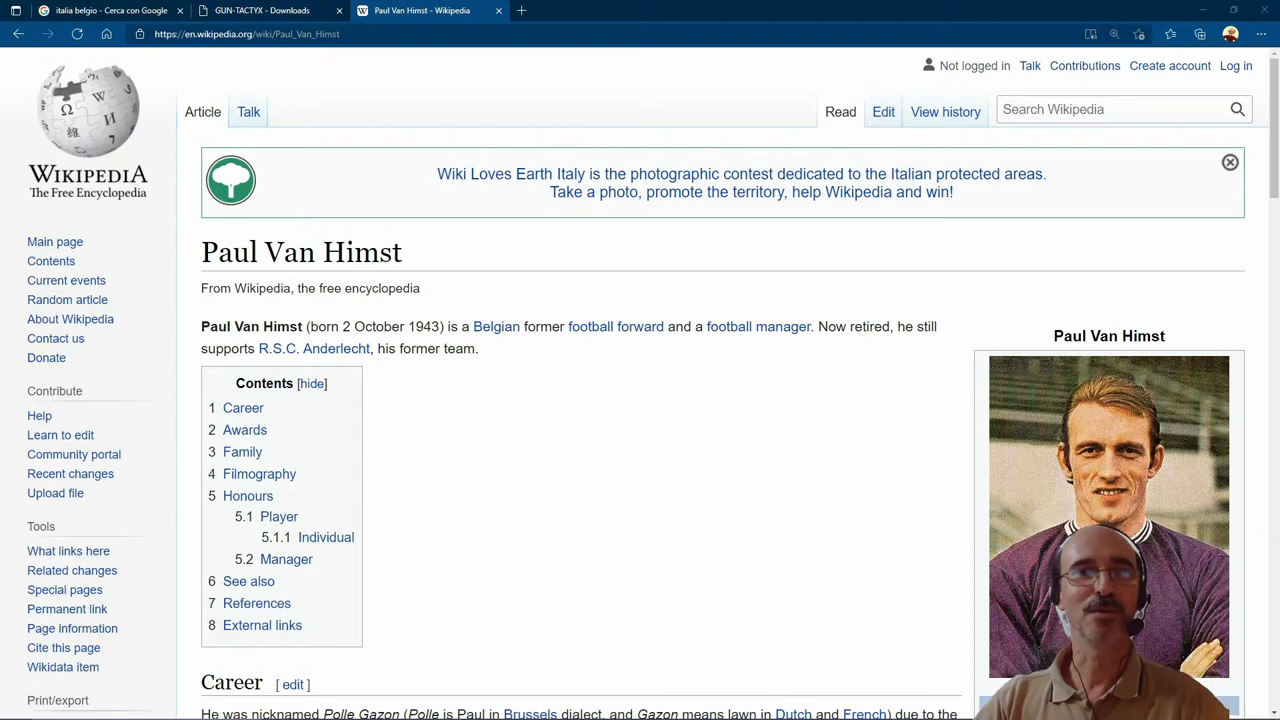 italia belgio - Cerca con Google
GUN-TACTYX - Downloads
Paul Van Himst - Wikipedia
https://en.wikipedia.org/wiki/Paul_Van_Himst
Not logged in Talk Contributions Create account Log in
Article Talk Read Edit View history Search Wikipedia
WIKIPEDIA
The Free Encyclopedia
Main page
Contents
Current events
Random article
About Wikipedia
Contact us
Donate
Contribute
Help
Learn to edit
Community portal
Recent changes
Upload file
Tools
What links here
Related changes
Special pages
Permanent link
Page information
Cite this page
Wikidata item
Print/export
Wiki Loves Earth Italy is the photographic contest dedicated to the Italian protected areas.
Take a photo, promote the territory, help Wikipedia and win!
Paul Van Himst
From Wikipedia, the free encyclopedia
Paul Van Himst (born 2 October 1943) is a Belgian former football forward and a football manager. Now retired, he still
supports R.S.C. Anderlecht, his former team.
Contents [hide]
1 Career
2 Awards
3 Family
4 Filmography
5 Honours
5.1 Player
5.1.1 Individual
5.2 Manager
6 See also
7 References
8 External links
Career [ edit ]
He was nicknamed Polle Gazon (Polle is Paul in Brussels dialect, and Gazon means lawn in Dutch and French) due to the
Paul Van Himst